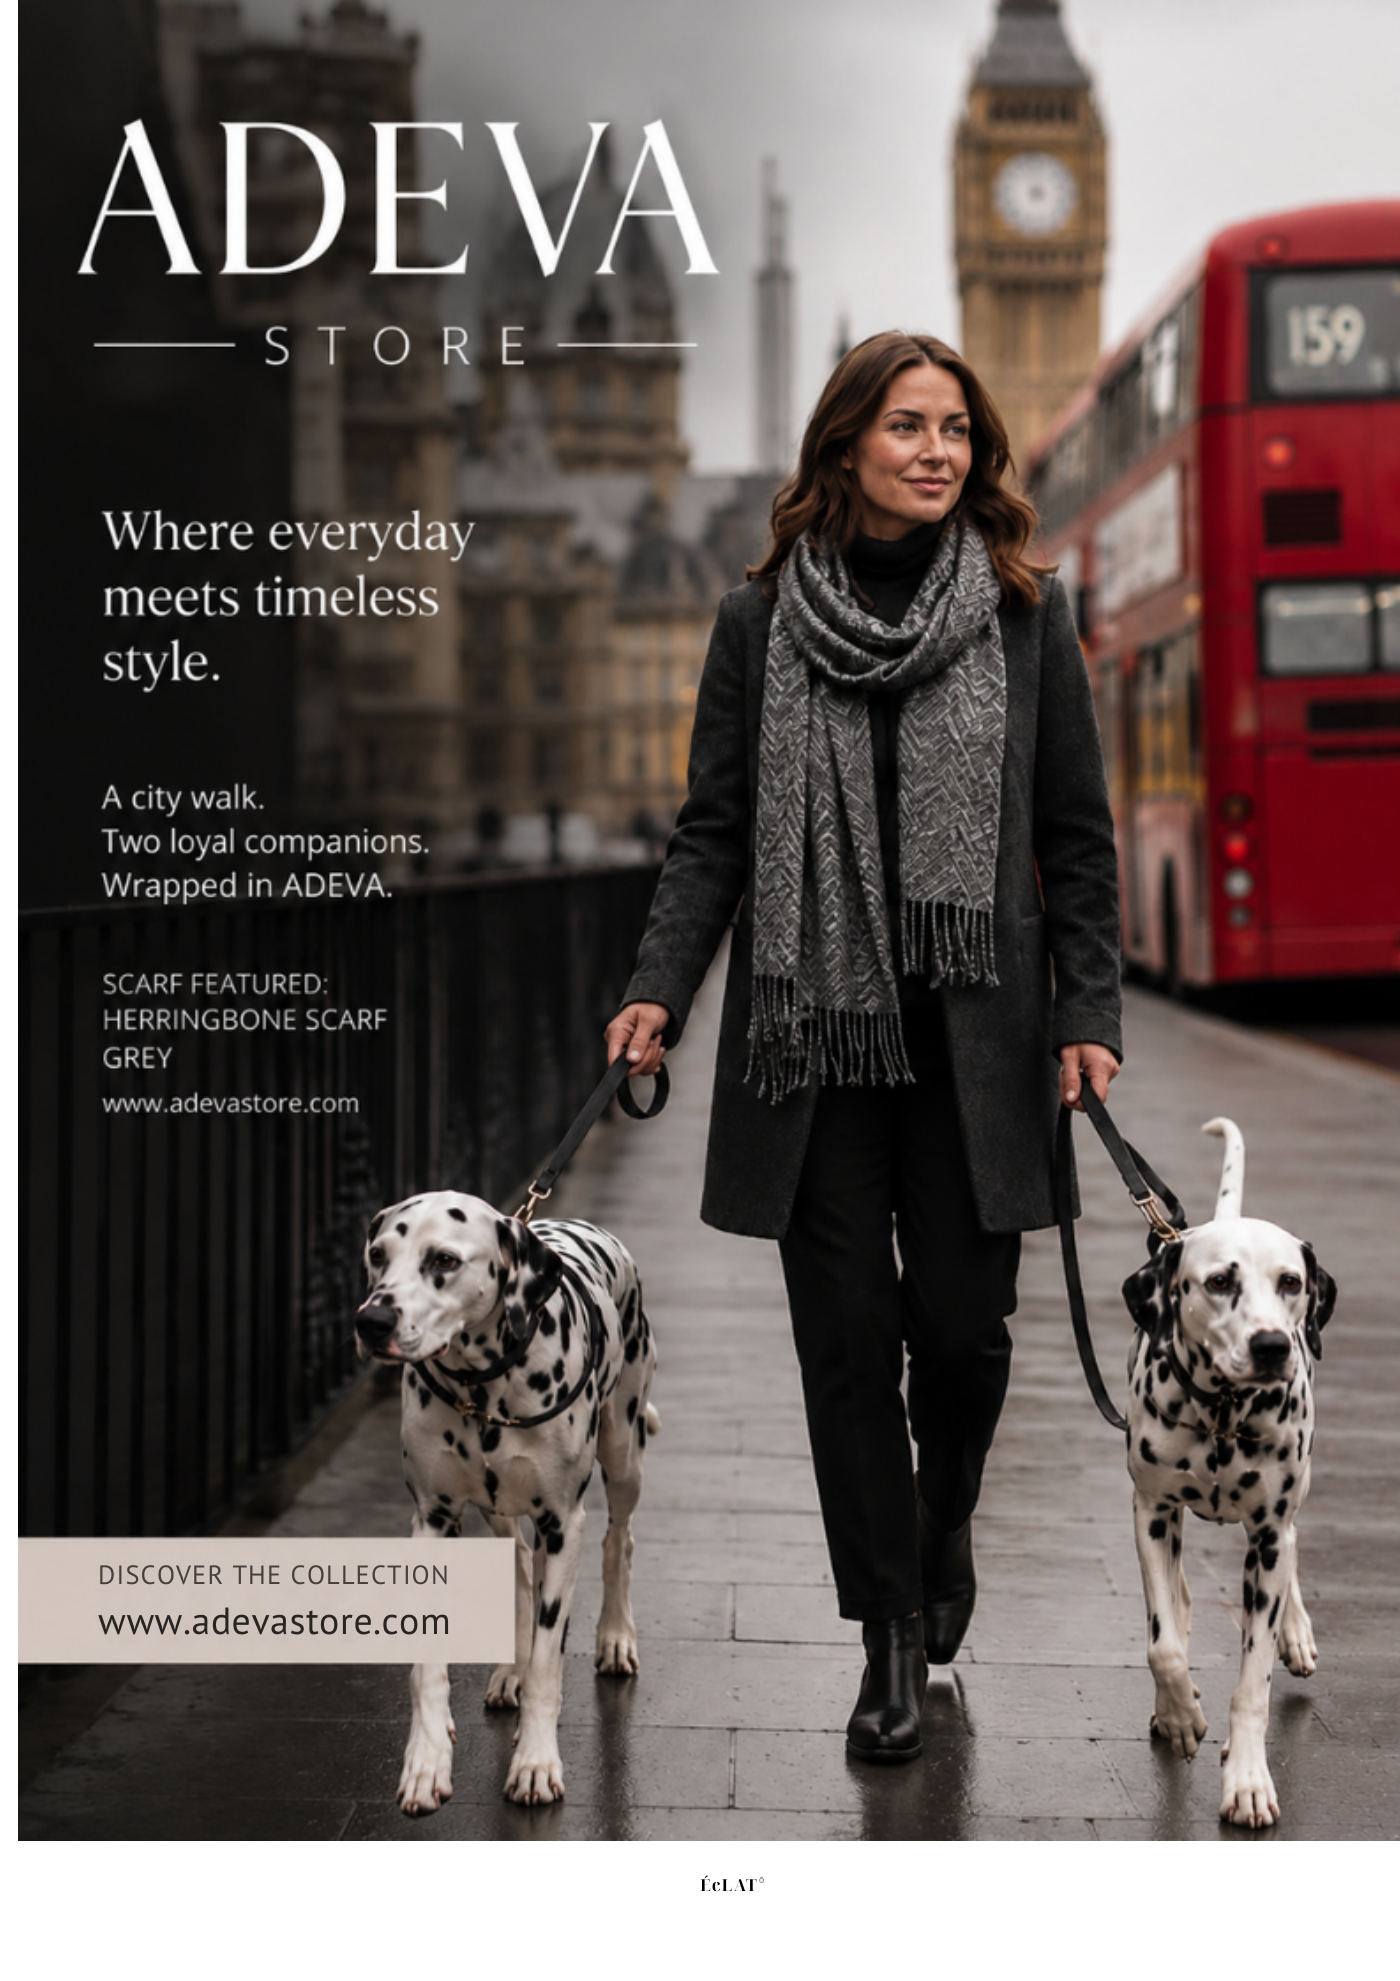 ADEVA
STORE
159
Where everyday
meets timeless
style.
A city walk.
Two loyal companions.
Wrapped in ADEVA.
SCARF FEATURED:
HERRINGBONE SCARF
GREY
www.adevastore.com
DISCOVER THE COLLECTION
www.adevastore.com
ÉcLAT